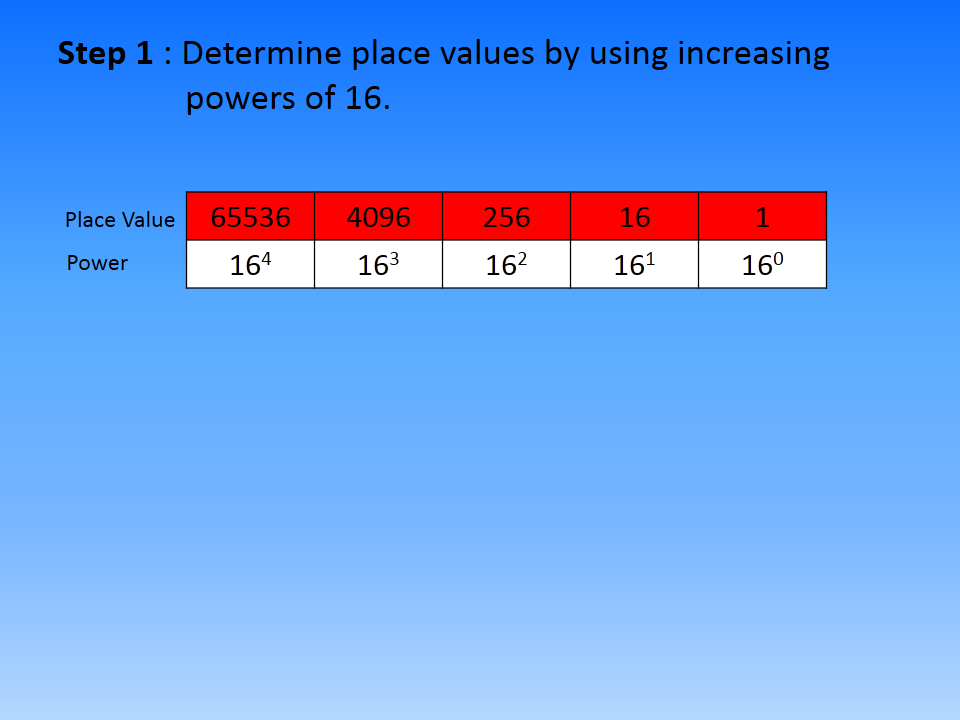 Step 1 : Determine place values by using increasing
powers of 16.
Place Value 65536 4096 256 16 1
Power 16⁴ 16³ 16² 16¹ 16⁰